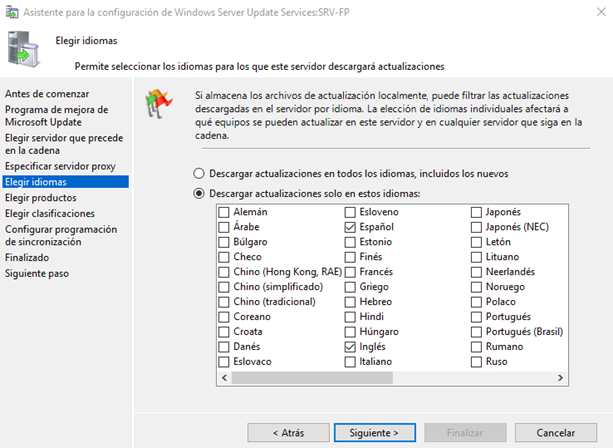 Asistente para la configuración de Windows Server Update Services:SRV-FP
Elegir idiomas
Permite seleccionar los idiomas para los que este servidor descargará actualizaciones
Antes de comenzar
Programa de mejora de
Microsoft Update
Elegir servidor que precede
en la cadena
Especificar servidor proxy
Elegir idiomas
Elegir productos
Elegir clasificaciones
Configurar programación
de sincronización
Finalizado
Siguiente paso
Si almacena los archivos de actualización localmente, puede filtrar las actualizaciones
descargadas en el servidor por idioma. La elección de idiomas individuales afectará a
qué equipos se pueden actualizar en este servidor y en cualquier servidor que siga en la
cadena.
Descargar actualizaciones en todos los idiomas, incluidos los nuevos
Descargar actualizaciones solo en estos idiomas:
Alemán
Árabe
Búlgaro
Checo
Chino (Hong Kong, RAE)
Chino (simplificado)
Chino (tradicional)
Coreano
Croata
Danés
Eslovaco
Esloveno
Español
Estonio
Finés
Francés
Griego
Hebreo
Hindi
Húngaro
Inglés
Italiano
Japonés
Japonés (NEC)
Letón
Lituano
Neerlandés
Noruego
Polaco
Portugués
Portugués (Brasil)
Rumano
Ruso
< Atrás
Siguiente >
Finalizar
Cancelar